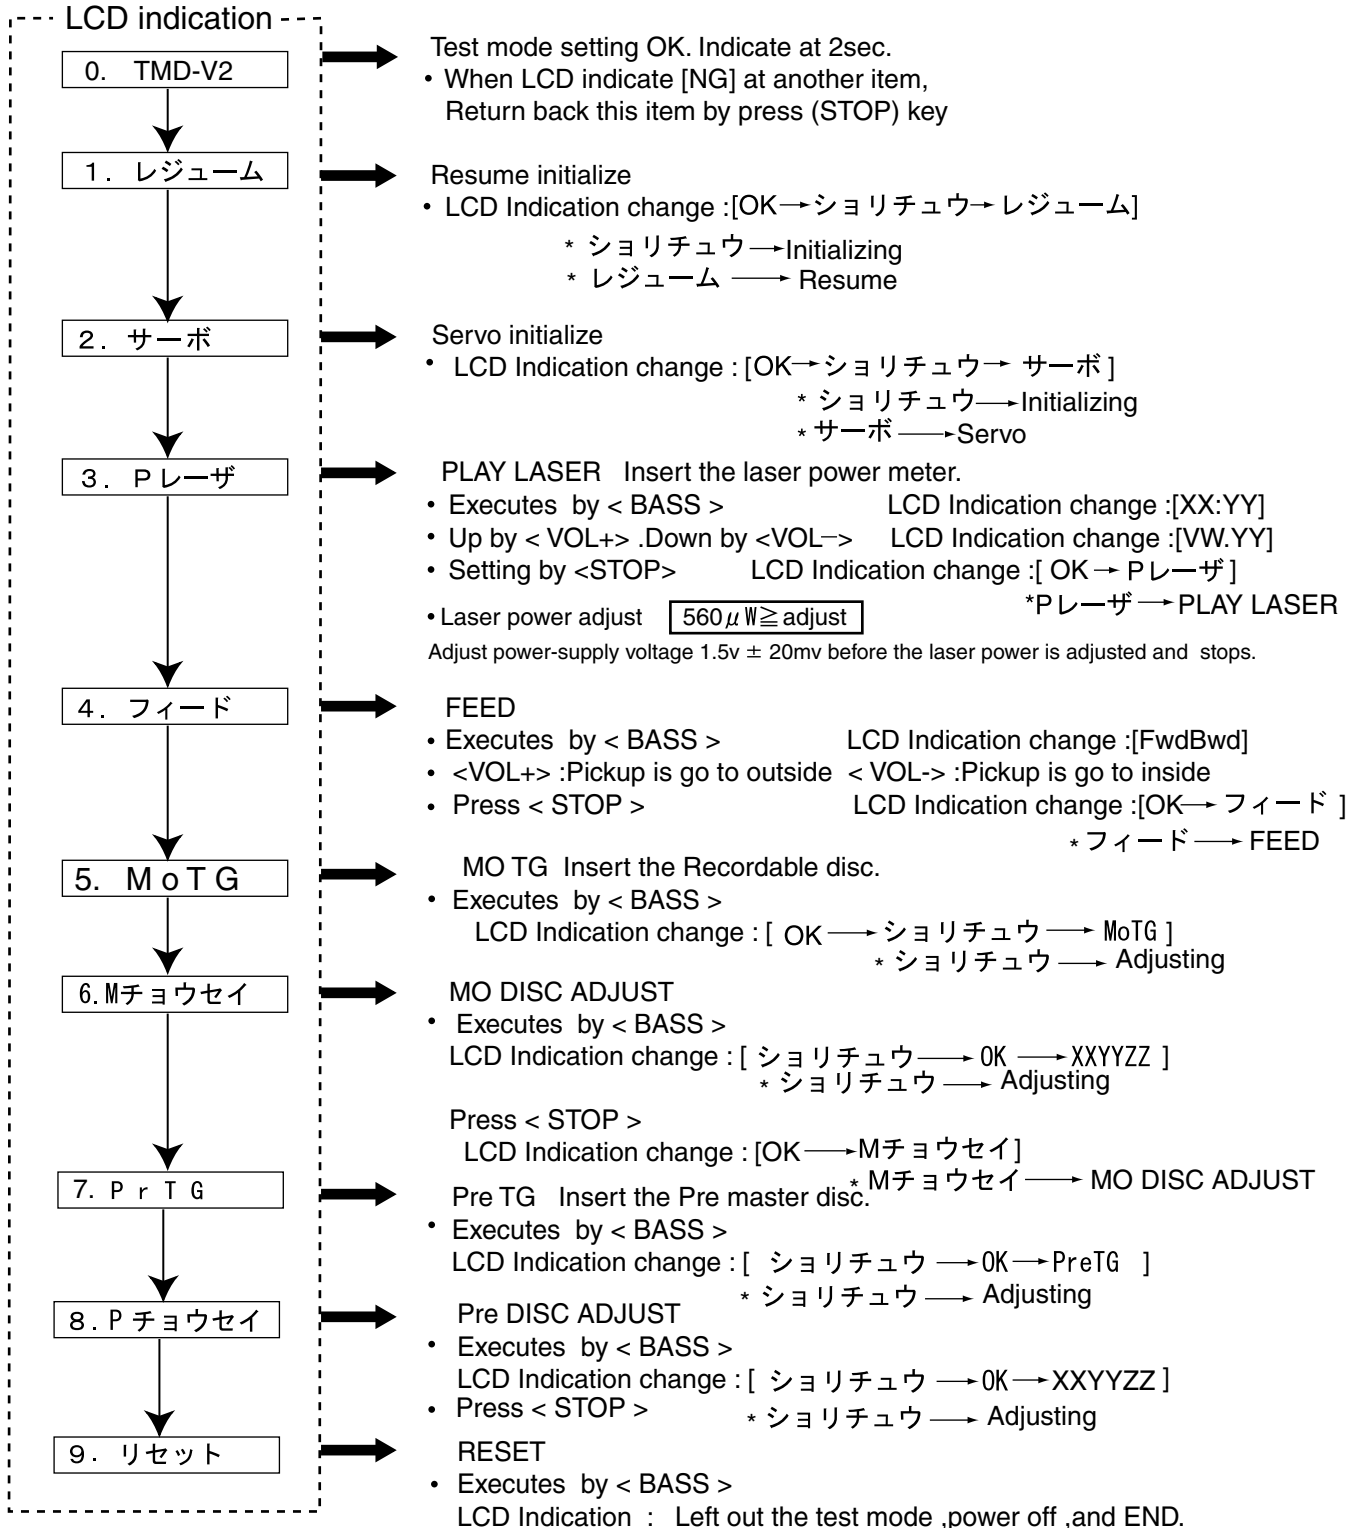 LCD indication
0. TMD-V2
Test mode setting OK. Indicate at 2sec.
• When LCD indicate [NG] at another item,
Return back this item by press (STOP) key
1. レジューム
Resume initialize
• LCD Indication change :[OK→ショリチュウ→レジューム]
* ショリチュウ→Initializing
* レジューム → Resume
2. サーボ
Servo initialize
• LCD Indication change : [OK→ショリチュウ→ サーボ]
* ショリチュウ→Initializing
* サーボ→Servo
3. Pレーザ
PLAY LASER Insert the laser power meter.
• Executes by < BASS > LCD Indication change :[XX:YY]
• Up by < VOL+> .Down by <VOL−> LCD Indication change :[VW.YY]
• Setting by <STOP> LCD Indication change :[ OK→Pレーザ]
*Pレーザ→PLAY LASER
• Laser power adjust 560μW≧adjust
Adjust power-supply voltage 1.5v ± 20mv before the laser power is adjusted and stops.
4. フィード
FEED
• Executes by < BASS > LCD Indication change :[FwdBwd]
• <VOL+> :Pickup is go to outside < VOL-> :Pickup is go to inside
• Press < STOP > LCD Indication change :[OK→ フィード ]
* フィード→ FEED
5. MoTG
MO TG Insert the Recordable disc.
• Executes by < BASS >
LCD Indication change : [ OK→ショリチュウ→ MoTG ]
* ショリチュウ→ Adjusting
6.Mチョウセイ
MO DISC ADJUST
• Executes by < BASS >
LCD Indication change : [ ショリチュウ→OK→XXYYZZ ]
* ショリチュウ→ Adjusting
Press < STOP >
LCD Indication change : [OK→Mチョウセイ]
* Mチョウセイ→ MO DISC ADJUST
7. PrTG
Pre TG Insert the Pre master disc.
• Executes by < BASS >
LCD Indication change : [ ショリチュウ→OK→PreTG ]
* ショリチュウ→ Adjusting
8.Pチョウセイ
Pre DISC ADJUST
• Executes by < BASS >
LCD Indication change : [ ショリチュウ→OK→XXYYZZ ]
• Press < STOP >
* ショリチュウ→ Adjusting
9. リセット
RESET
• Executes by < BASS >
LCD Indication : Left out the test mode ,power off ,and END.